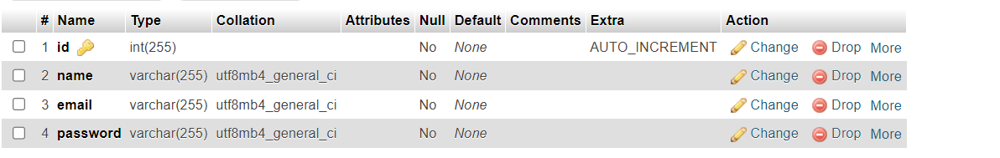 # Name Type Collation Attributes Null Default Comments Extra Action
1 id int(255) No None AUTO_INCREMENT Change Drop More
2 name varchar(255) utf8mb4_general_ci No None Change Drop More
3 email varchar(255) utf8mb4_general_ci No None Change Drop More
4 password varchar(255) utf8mb4_general_ci No None Change Drop More